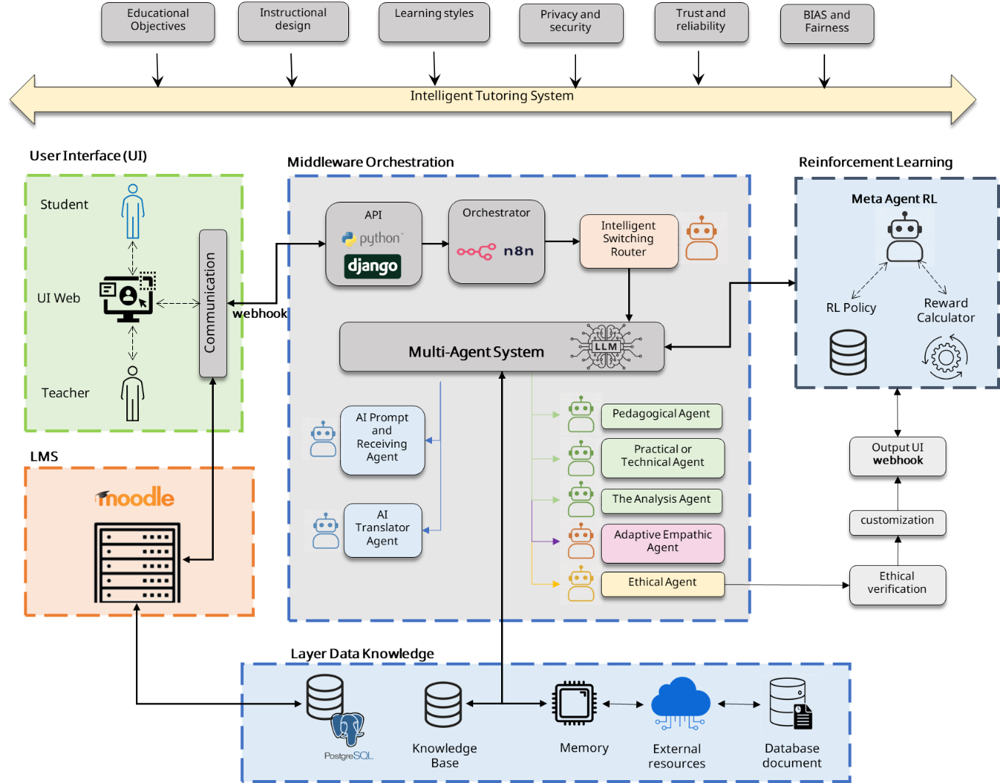 Educational
Objectives
Instructional
design
Learning styles
Privacy and
security
Trust and
reliability
BIAS and
Fairness
Intelligent Tutoring System
User Interface (UI)
Student
UI Web
Teacher
Communication
webhook
LMS
moodle
Middleware Orchestration
API
python™
django
Orchestrator
n8n
Intelligent
Switching
Router
Multi-Agent System
LLM
AI Prompt
and
Receiving
Agent
AI
Translator
Agent
Pedagogical Agent
Practical or
Technical Agent
The Analysis Agent
Adaptive Empathic
Agent
Ethical Agent
Reinforcement Learning
Meta Agent RL
RL Policy
Reward
Calculator
Output UI
webhook
customization
Ethical
verification
Layer Data Knowledge
PostgreSQL
Knowledge
Base
Memory
External
resources
Database
document